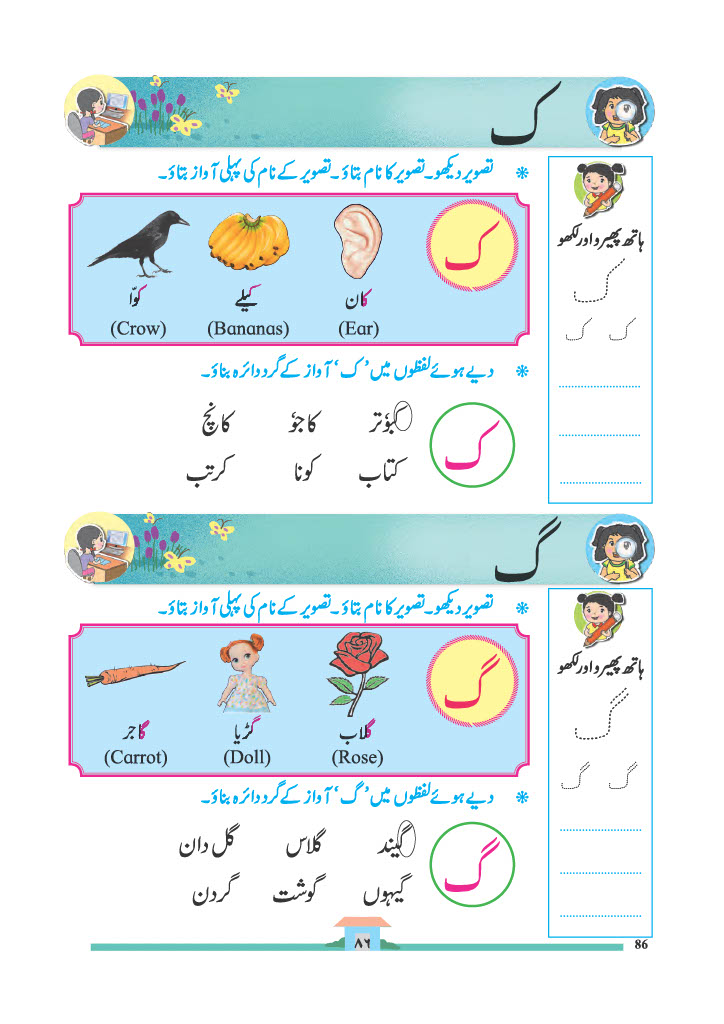 ک
تصویر دیکھو۔ تصویر کا نام بتاؤ۔ تصویر کے نام کی پہلی آواز بتاؤ۔
ک
کان کیلے کوّا
(Ear) (Bananas) (Crow)
ہاتھ پھیرو اور لکھو
ک
ک ک
دیے ہوئے لفظوں میں ’ک‘ آواز کے گرد دائرہ بناؤ۔
ک
کبوٗتر کاجوٗ کانچ
کتاب کونا کرتب
گ
تصویر دیکھو۔ تصویر کا نام بتاؤ۔ تصویر کے نام کی پہلی آواز بتاؤ۔
گ
گلاب گڑیا گاجر
(Rose) (Doll) (Carrot)
ہاتھ پھیرو اور لکھو
گ
گ گ
دیے ہوئے لفظوں میں ’گ‘ آواز کے گرد دائرہ بناؤ۔
گ
گیند گلاس گل دان
گیہوں گوشت گردن
۸۶
86